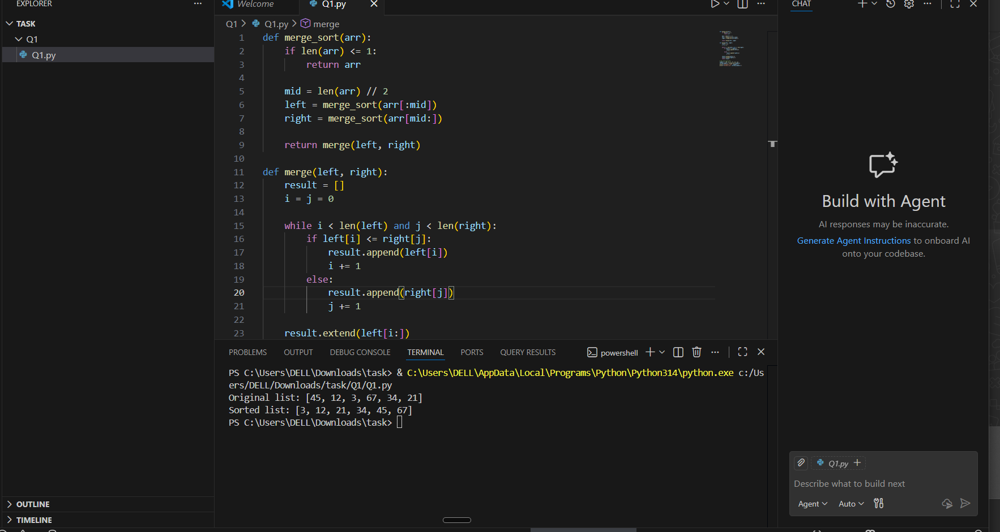 EXPLORER
TASK
Q1
Q1.py
OUTLINE
TIMELINE
Welcome
Q1.py
Q1 > Q1.py > merge
1 def merge_sort(arr):
2 if len(arr) <= 1:
3 return arr
4
5 mid = len(arr) // 2
6 left = merge_sort(arr[:mid])
7 right = merge_sort(arr[mid:])
8
9 return merge(left, right)
10
11 def merge(left, right):
12 result = []
13 i = j = 0
14
15 while i < len(left) and j < len(right):
16 if left[i] <= right[j]:
17 result.append(left[i])
18 i += 1
19 else:
20 result.append(right[j])
21 j += 1
22
23 result.extend(left[i:])
PROBLEMS OUTPUT DEBUG CONSOLE TERMINAL PORTS QUERY RESULTS powershell
PS C:\Users\DELL\Downloads\task> & C:\Users\DELL\AppData\Local\Programs\Python\Python314\python.exe c:/Us
ers/DELL/Downloads/task/Q1/Q1.py
Original list: [45, 12, 3, 67, 34, 21]
Sorted list: [3, 12, 21, 34, 45, 67]
PS C:\Users\DELL\Downloads\task>
CHAT
Build with Agent
AI responses may be inaccurate.
Generate Agent Instructions to onboard AI
onto your codebase.
Q1.py
Describe what to build next
Agent Auto